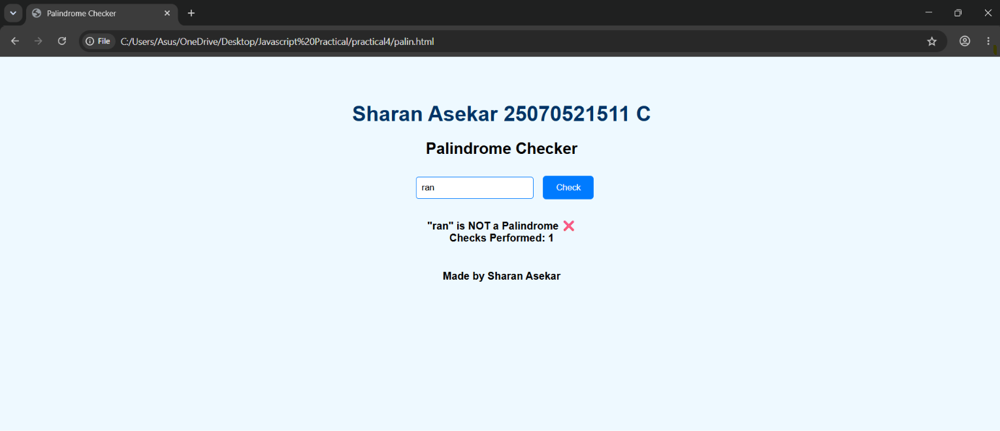 Palindrome Checker
File C:/Users/Asus/OneDrive/Desktop/Javascript%20Practical/practical4/palin.html
Sharan Asekar 25070521511 C
Palindrome Checker
ran Check
"ran" is NOT a Palindrome ❌
Checks Performed: 1
Made by Sharan Asekar